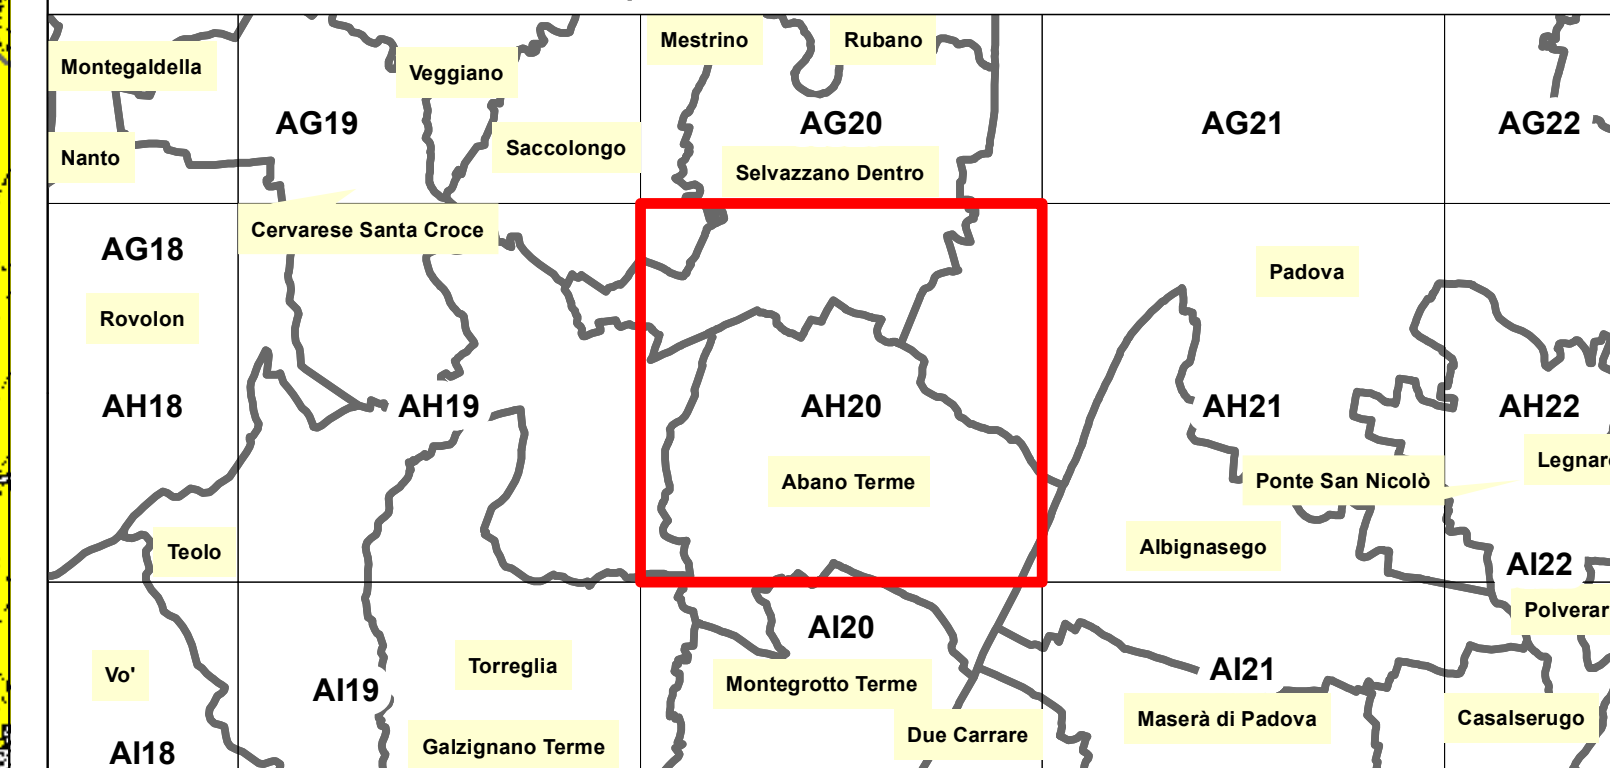 Mestrino
Rubano
Montegaldella
Veggiano
AG19
AG20
AG21
AG22
Nanto
Saccolongo
Selvazzano Dentro
Cervarese Santa Croce
AG18
Padova
Rovolon
AH18
AH19
AH20
AH21
AH22
Legnar
Abano Terme
Ponte San Nicolò
Teolo
Albignasego
AI22
Polverar
AI20
Vo'
Torreglia
AI21
AI19
Montegrotto Terme
Maserà di Padova
Casalserugo
Due Carrare
Galzignano Terme
AI18